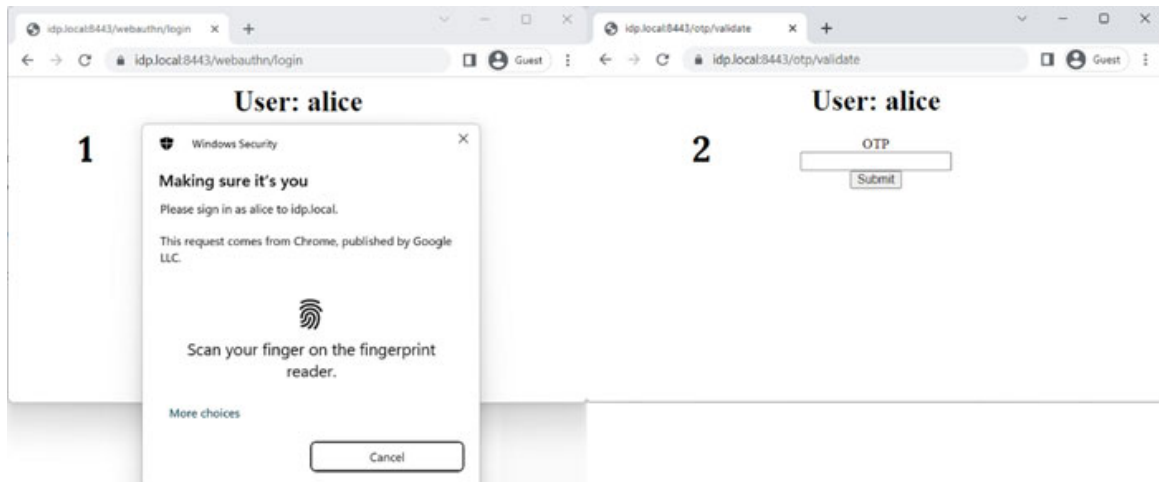 idp.local:8443/webauthn/login
idp.local:8443/webauthn/login
Guest
User: alice
1
Windows Security
Making sure it's you
Please sign in as alice to idp.local.
This request comes from Chrome, published by Google
LLC.
Scan your finger on the fingerprint
reader.
More choices
Cancel
idp.local:8443/otp/validate
idp.local:8443/otp/validate
Guest
User: alice
2
OTP
Submit